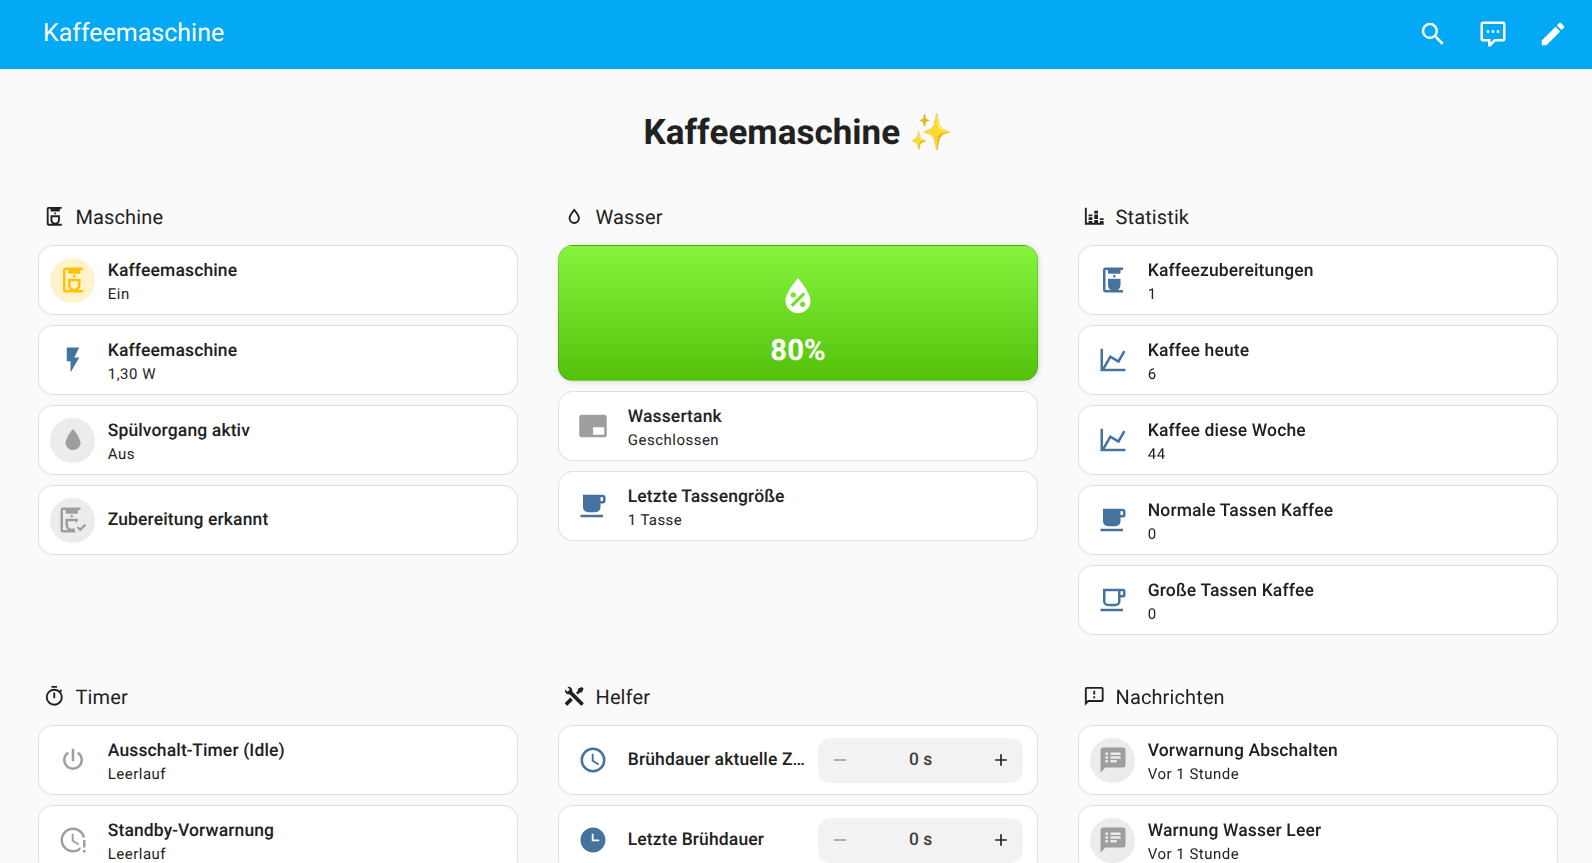 Kaffeemaschine
Kaffeemaschine ✨
Maschine
Kaffeemaschine
Ein
Kaffeemaschine
1,30 W
Spülvorgang aktiv
Aus
Zubereitung erkannt
Wasser
80%
Wassertank
Geschlossen
Letzte Tassengröße
1 Tasse
Statistik
Kaffeezubereitungen
1
Kaffee heute
6
Kaffee diese Woche
44
Normale Tassen Kaffee
0
Große Tassen Kaffee
0
Timer
Ausschalt-Timer (Idle)
Leerlauf
Standby-Vorwarnung
Leerlauf
Helfer
Brühdauer aktuelle Z... − 0 s +
Letzte Brühdauer − 0 s +
Nachrichten
Vorwarnung Abschalten
Vor 1 Stunde
Warnung Wasser Leer
Vor 1 Stunde